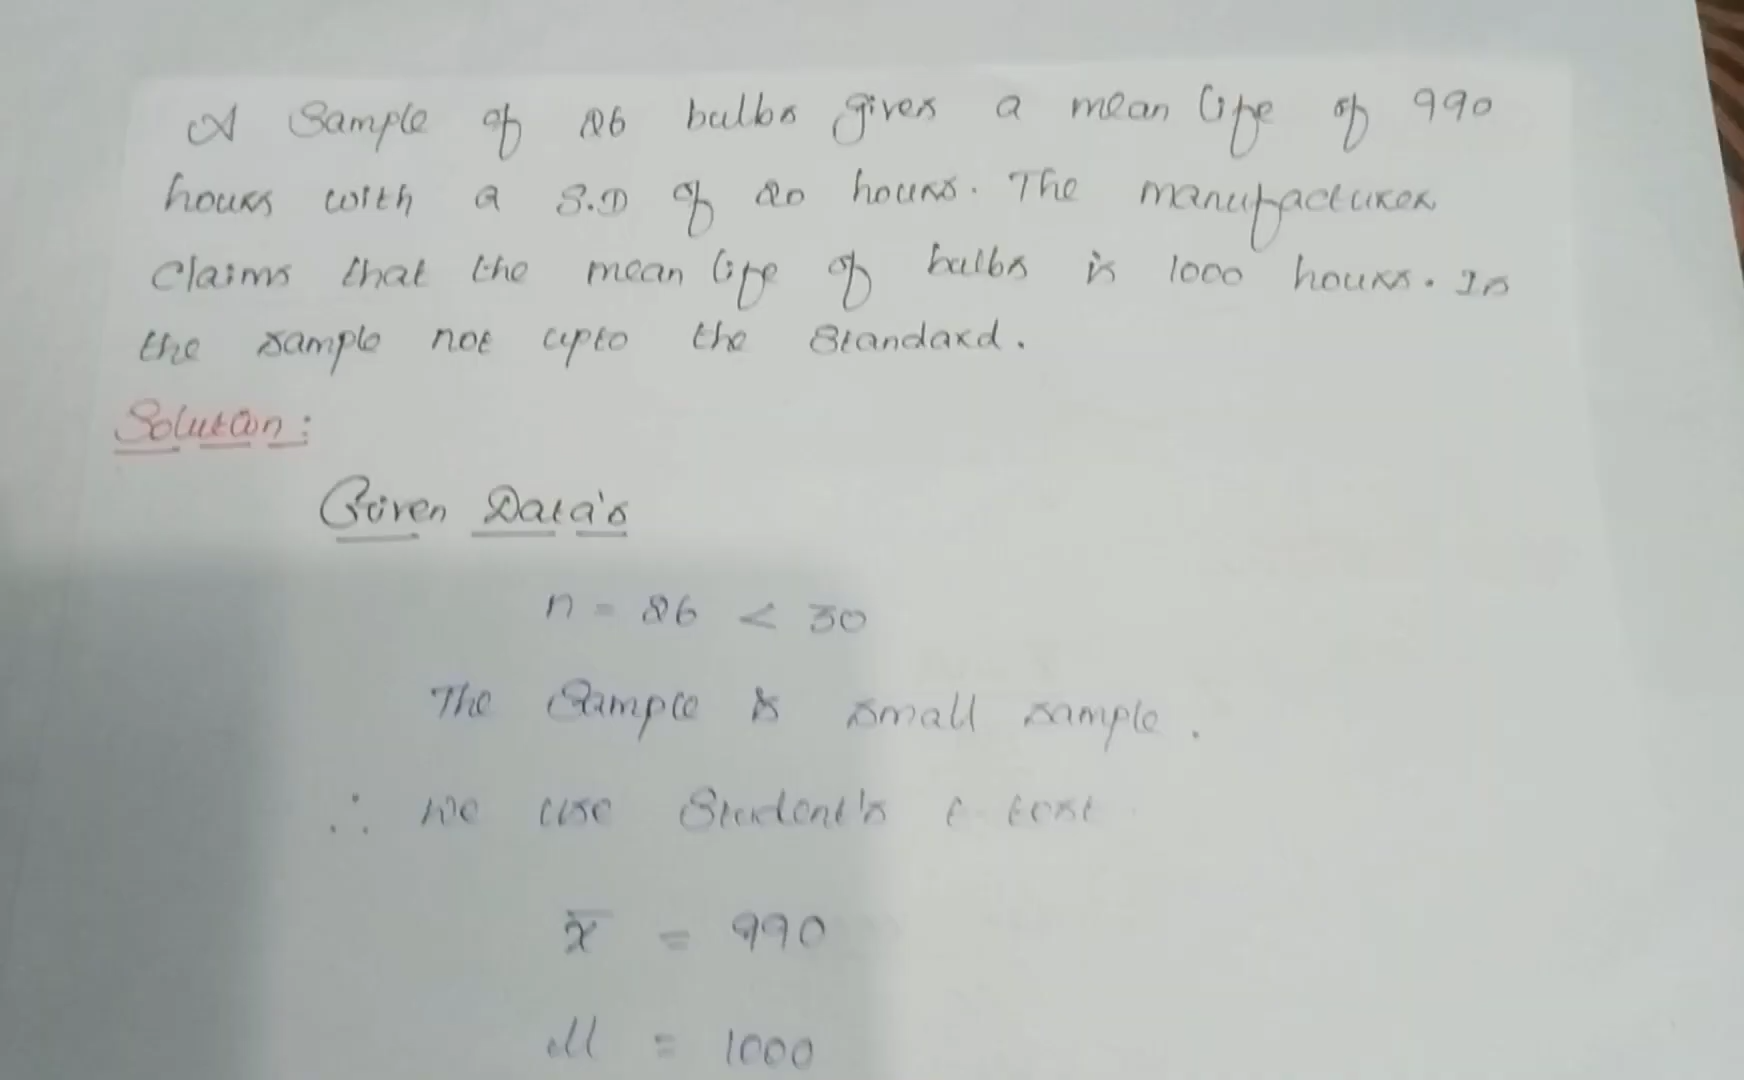 A Sample of 26 bulbs gives a mean life of 990
hours with a S.D of 20 hours. The manufacturer
claims that the mean life of bulbs is 1000 hours. Is
the sample not upto the Standard.
Solution:
Given Data's
n = 26 < 30
The Sample is small sample.
∴ we use Student's t-test
x̄ = 990
μ = 1000